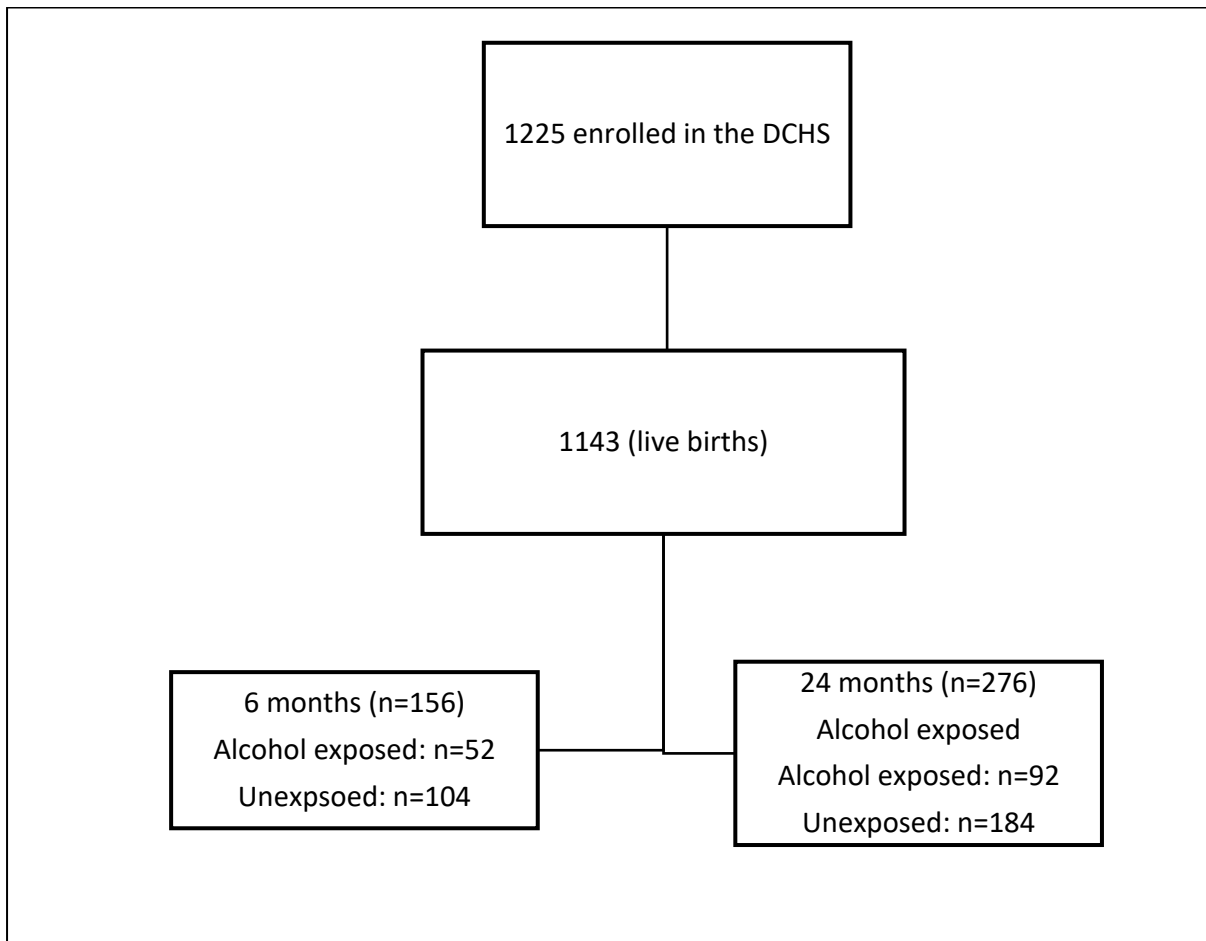 1225 enrolled in the DCHS
1143 (live births)
6 months (n=156)
Alcohol exposed: n=52
Unexpsoed: n=104
24 months (n=276)
Alcohol exposed
Alcohol exposed: n=92
Unexposed: n=184